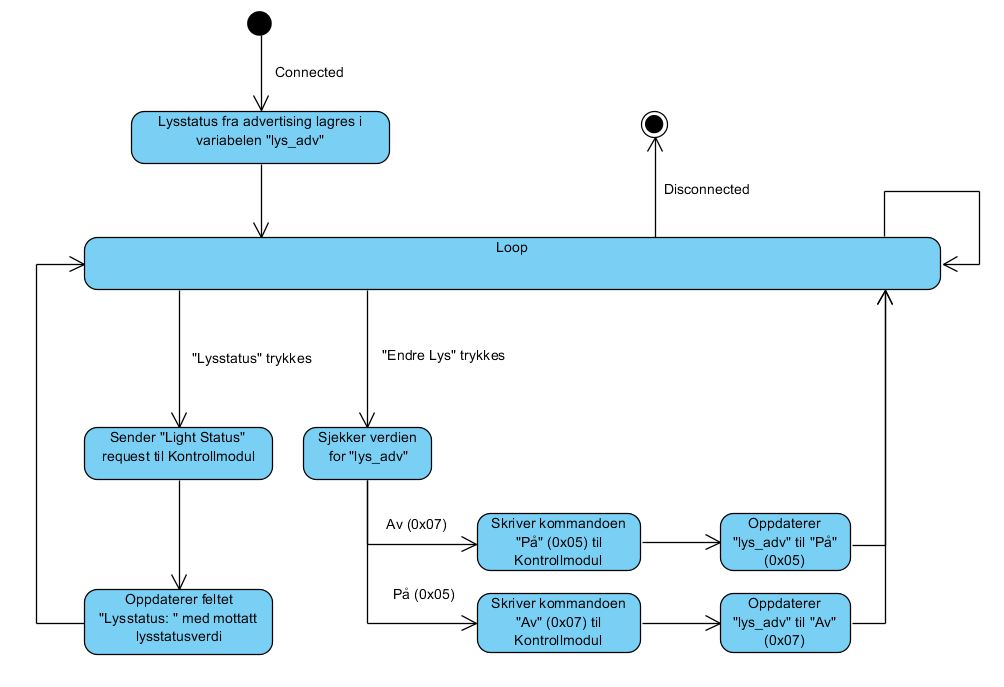 Connected
Lysstatus fra advertising lagres i
variabelen "lys_adv"
Disconnected
Loop
"Lysstatus" trykkes
"Endre Lys" trykkes
Sender "Light Status"
request til Kontrollmodul
Sjekker verdien
for "lys_adv"
Av (0x07)
Skriver kommandoen
"På" (0x05) til
Kontrollmodul
Oppdaterer
"lys_adv" til "På"
(0x05)
På (0x05)
Oppdaterer feltet
"Lysstatus: " med mottatt
lysstatusverdi
Skriver kommandoen
"Av" (0x07) til
Kontrollmodul
Oppdaterer
"lys_adv" til "Av"
(0x07)